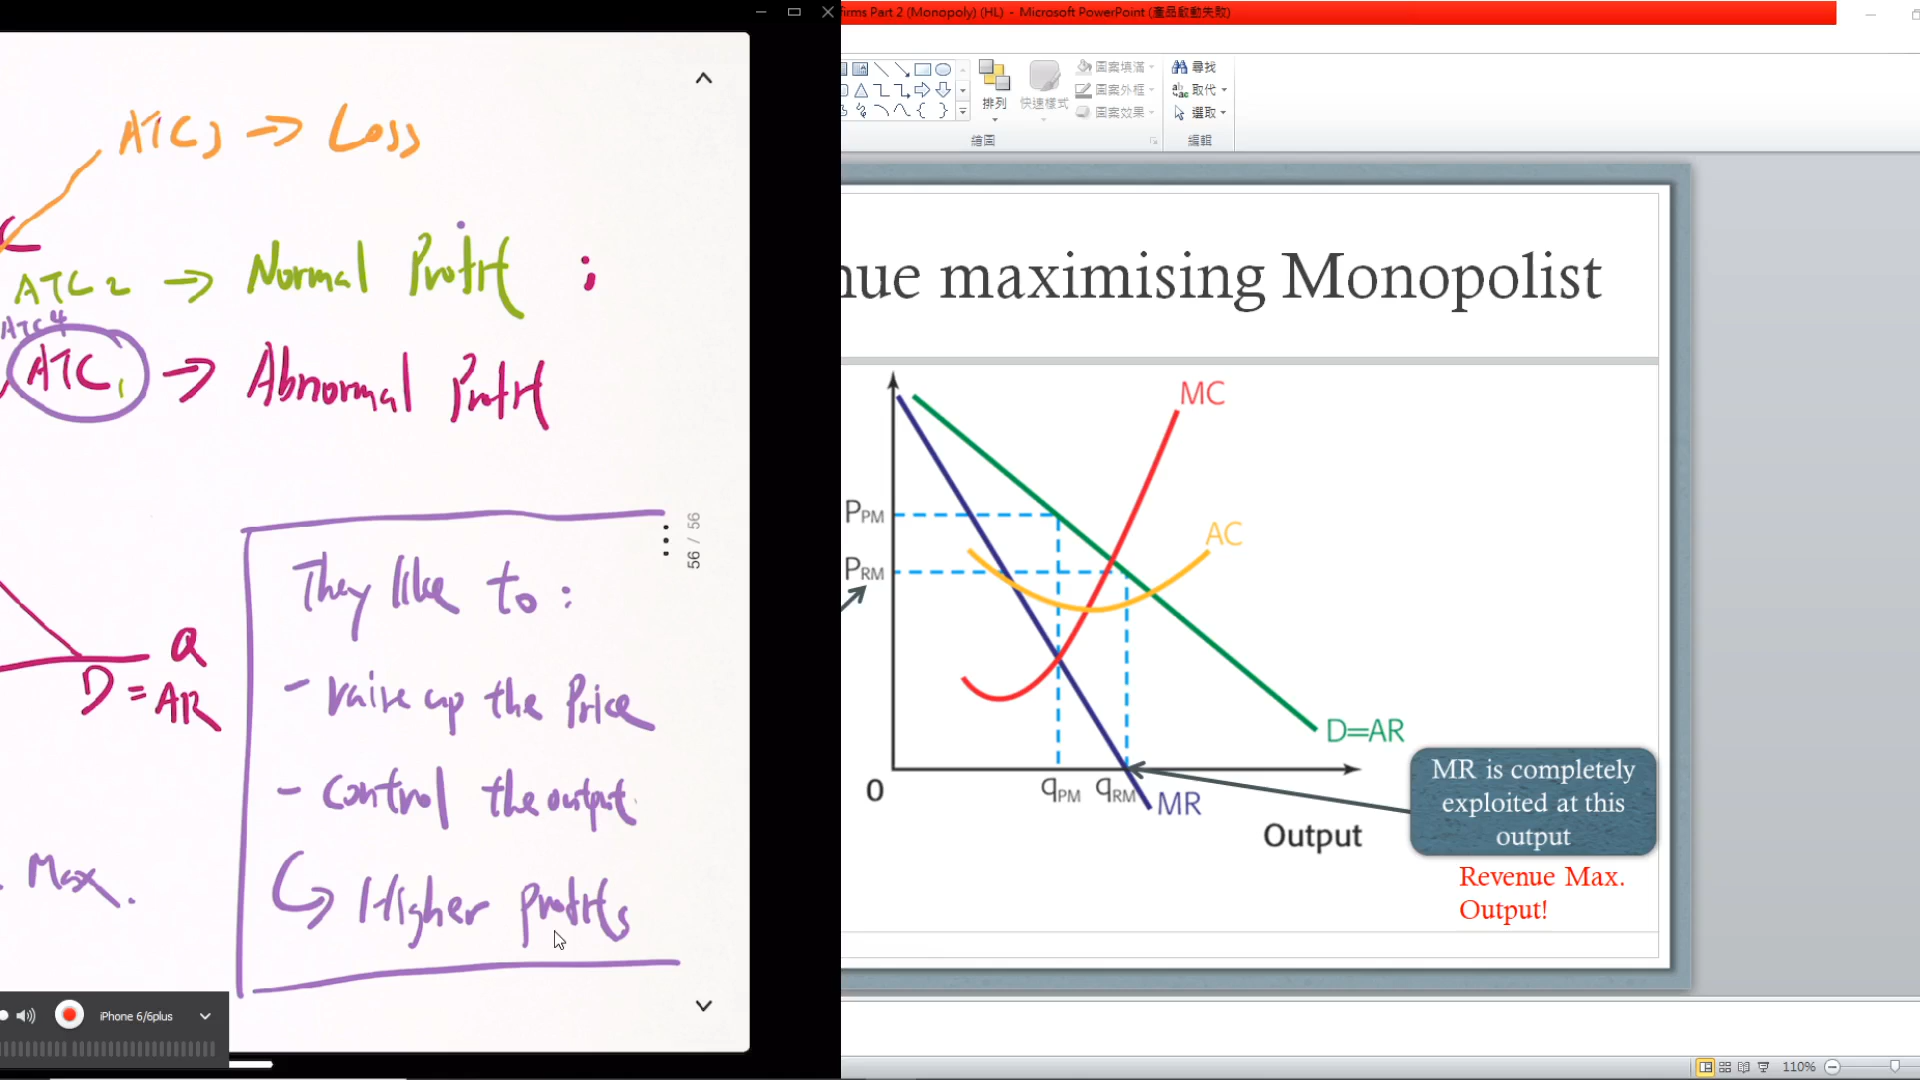 firms Part 2 (Monopoly) (HL) - Microsoft PowerPoint (產品啟動失敗)
排列
快速樣式
圖案填滿
圖案外框
圖案效果
尋找
取代
選取
繪圖
編輯
ATC3 → Loss
ATC2 → Normal Profit ;
ATC4
ATC1 → Abnormal Profit
56 / 56
They like to :
- raise up the Price
- control the output
Higher profits
Q
D = AR
Max.
iPhone 6/6plus
nue maximising Monopolist
MC
PPM
AC
PRM
D=AR
0
qPM qRM
MR
Output
MR is completely
exploited at this
output
Revenue Max.
Output!
110%